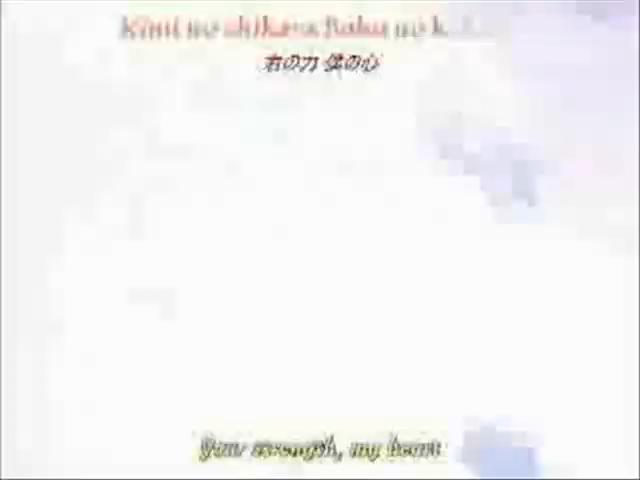 Kimi no chikara Boku no k
君の力 僕の心
Your strength, my heart